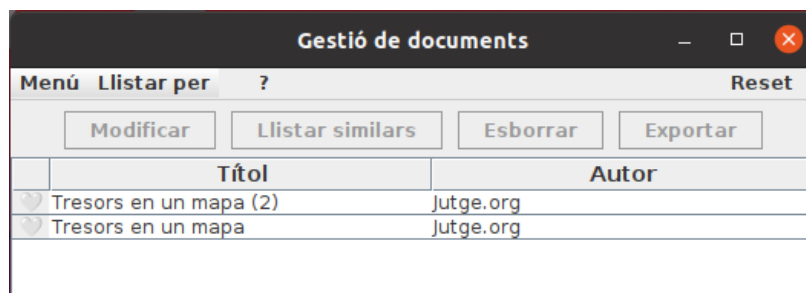 Gestió de documents
Menú Llistar per ? Reset
Modificar Llistar similars Esborrar Exportar
Títol Autor
Tresors en un mapa (2) Jutge.org
Tresors en un mapa Jutge.org